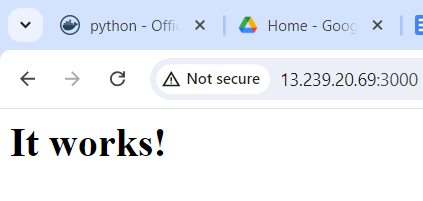 python - Offi
Home - Goog
Not secure
13.239.20.69:3000
It works!